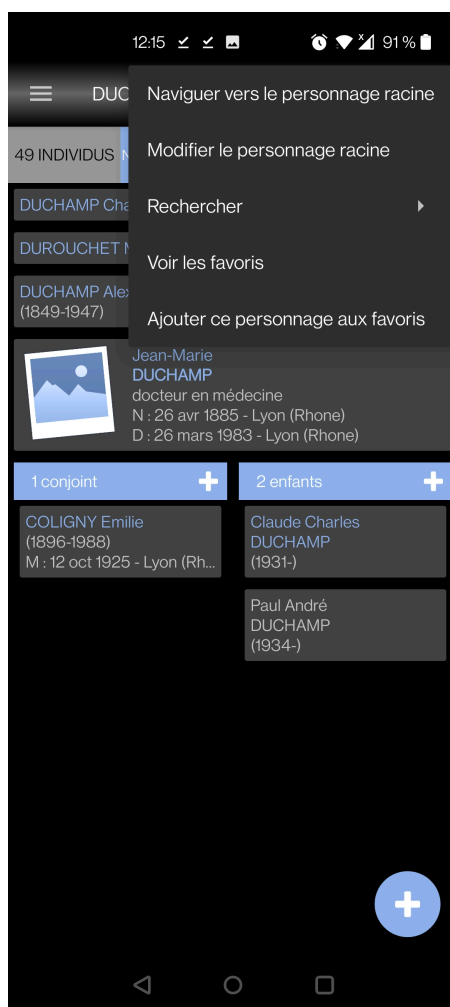 12:15
91 %
DUC
Naviguer vers le personnage racine
Modifier le personnage racine
Rechercher
Voir les favoris
Ajouter ce personnage aux favoris
49 INDIVIDUS
DUCHAMP Cha
DUROUCHET
DUCHAMP Alex
(1849-1947)
Jean-Marie
DUCHAMP
docteur en médecine
N : 26 avr 1885 - Lyon (Rhone)
D : 26 mars 1983 - Lyon (Rhone)
1 conjoint
COLIGNY Emilie
(1896-1988)
M : 12 oct 1925 - Lyon (Rh...
2 enfants
Claude Charles
DUCHAMP
(1931-)
Paul André
DUCHAMP
(1934-)